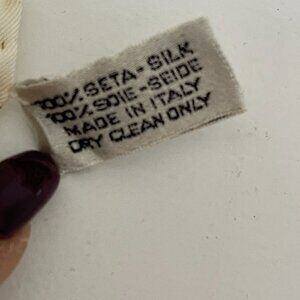 100% SETA - SILK
100% SOIE - SEIDE
MADE IN ITALY
DRY CLEAN ONLY